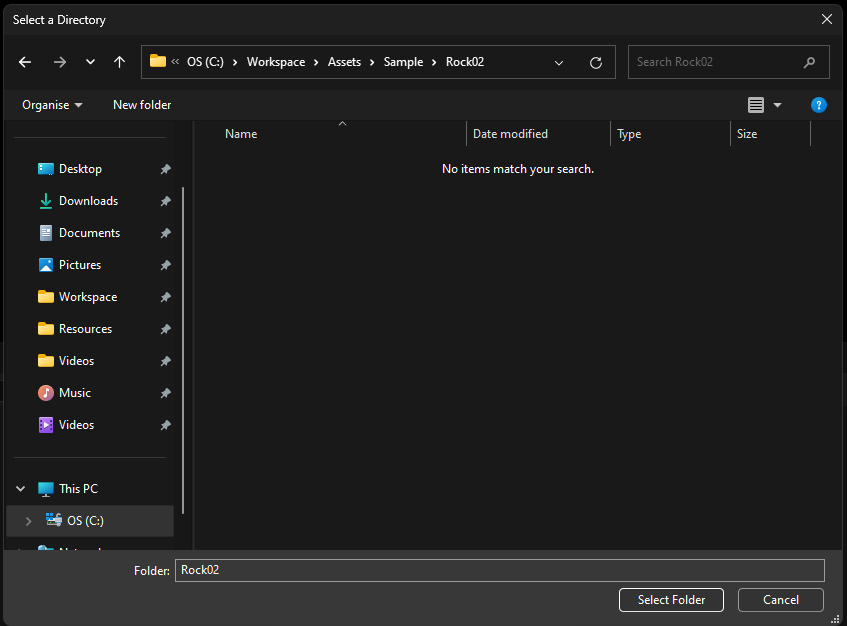 Select a Directory
« OS (C:) › Workspace › Assets › Sample › Rock02
Search Rock02
Organise
New folder
?
Name
Date modified
Type
Size
No items match your search.
Desktop
Downloads
Documents
Pictures
Workspace
Resources
Videos
Music
Videos
This PC
OS (C:)
Folder: Rock02
Select Folder
Cancel